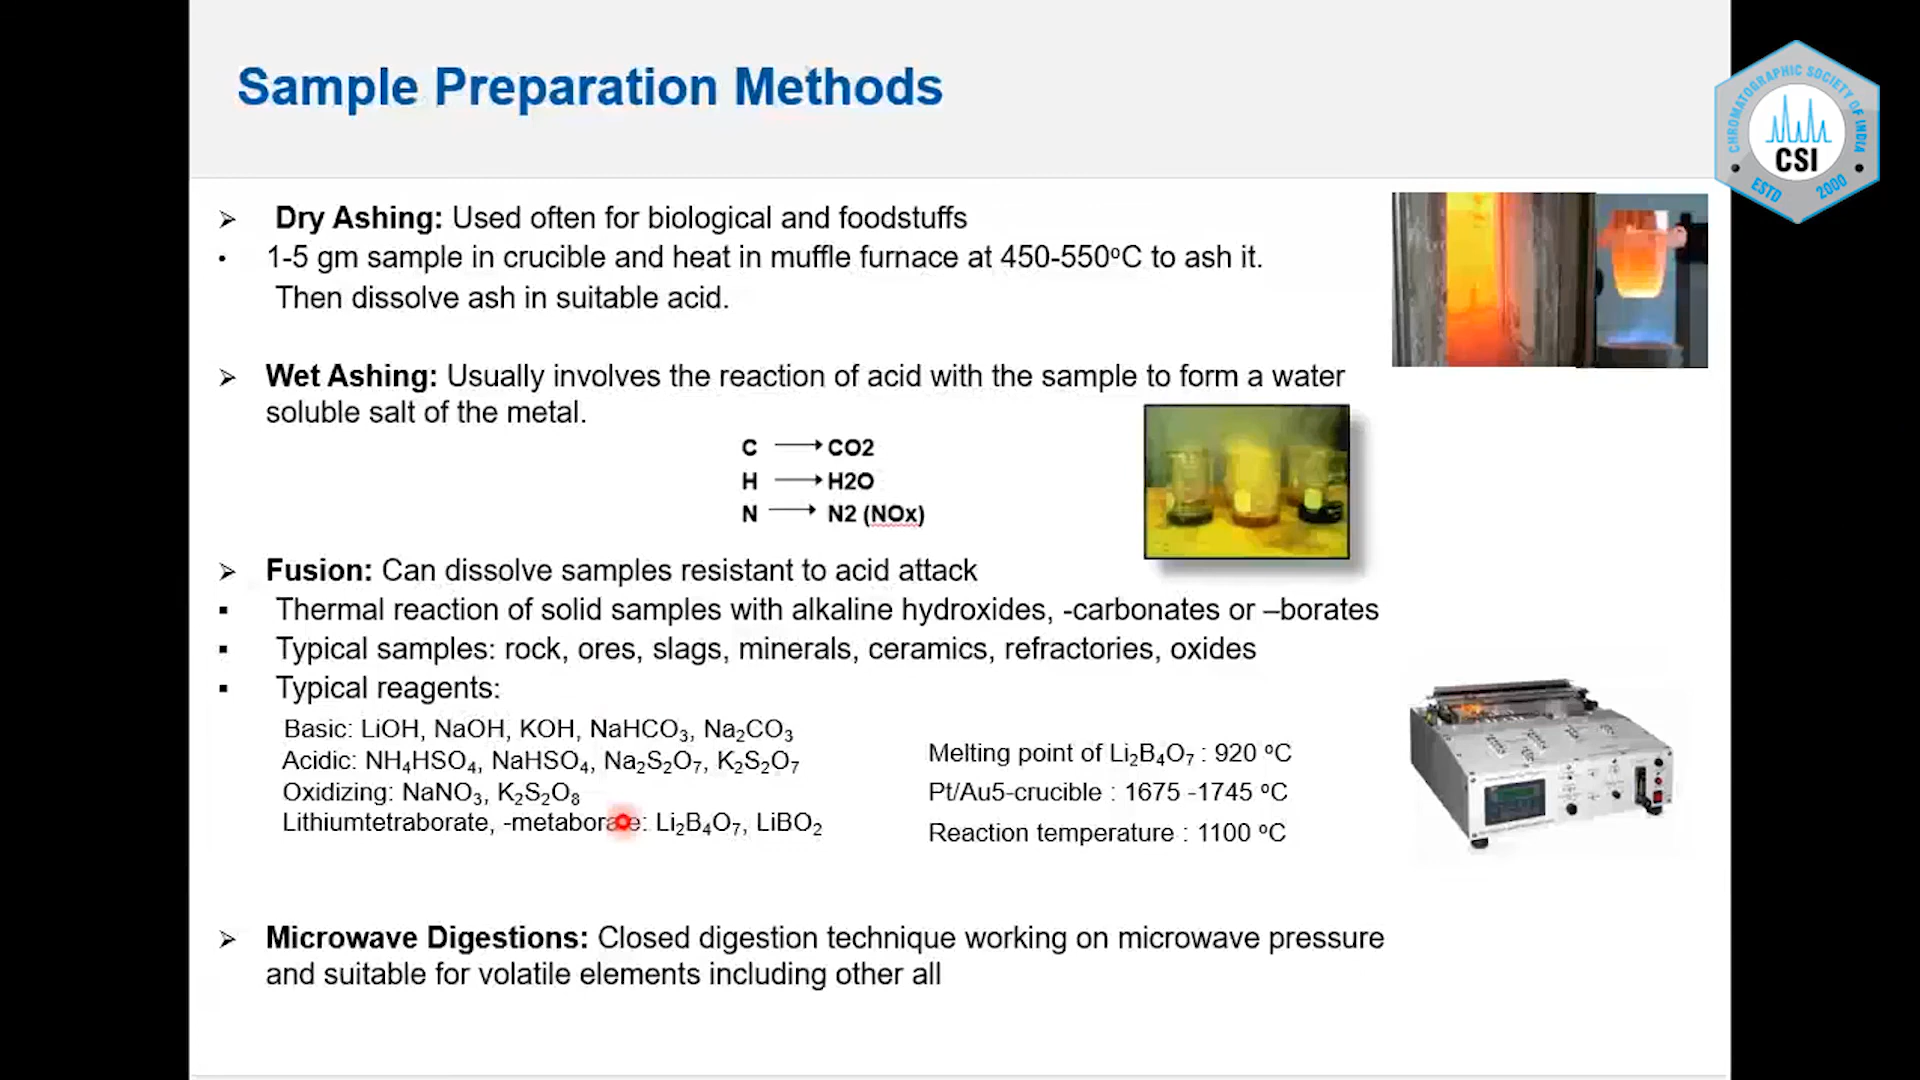 Sample Preparation Methods
CHROMATOGRAPHIC SOCIETY OF INDIA
CSI
ESTD 2000
➢ Dry Ashing: Used often for biological and foodstuffs
• 1-5 gm sample in crucible and heat in muffle furnace at 450-550ºC to ash it.
Then dissolve ash in suitable acid.
➢ Wet Ashing: Usually involves the reaction of acid with the sample to form a water
soluble salt of the metal.
C → CO2
H → H2O
N → N2 (NOx)
➢ Fusion: Can dissolve samples resistant to acid attack
▪ Thermal reaction of solid samples with alkaline hydroxides, -carbonates or –borates
▪ Typical samples: rock, ores, slags, minerals, ceramics, refractories, oxides
▪ Typical reagents:
Basic: LiOH, NaOH, KOH, NaHCO₃, Na₂CO₃
Acidic: NH₄HSO₄, NaHSO₄, Na₂S₂O₇, K₂S₂O₇
Oxidizing: NaNO₃, K₂S₂O₈
Lithiumtetraborate, -metaborate: Li₂B₄O₇, LiBO₂
Melting point of Li₂B₄O₇ : 920 ºC
Pt/Au5-crucible : 1675 -1745 ºC
Reaction temperature : 1100 ºC
➢ Microwave Digestions: Closed digestion technique working on microwave pressure
and suitable for volatile elements including other all